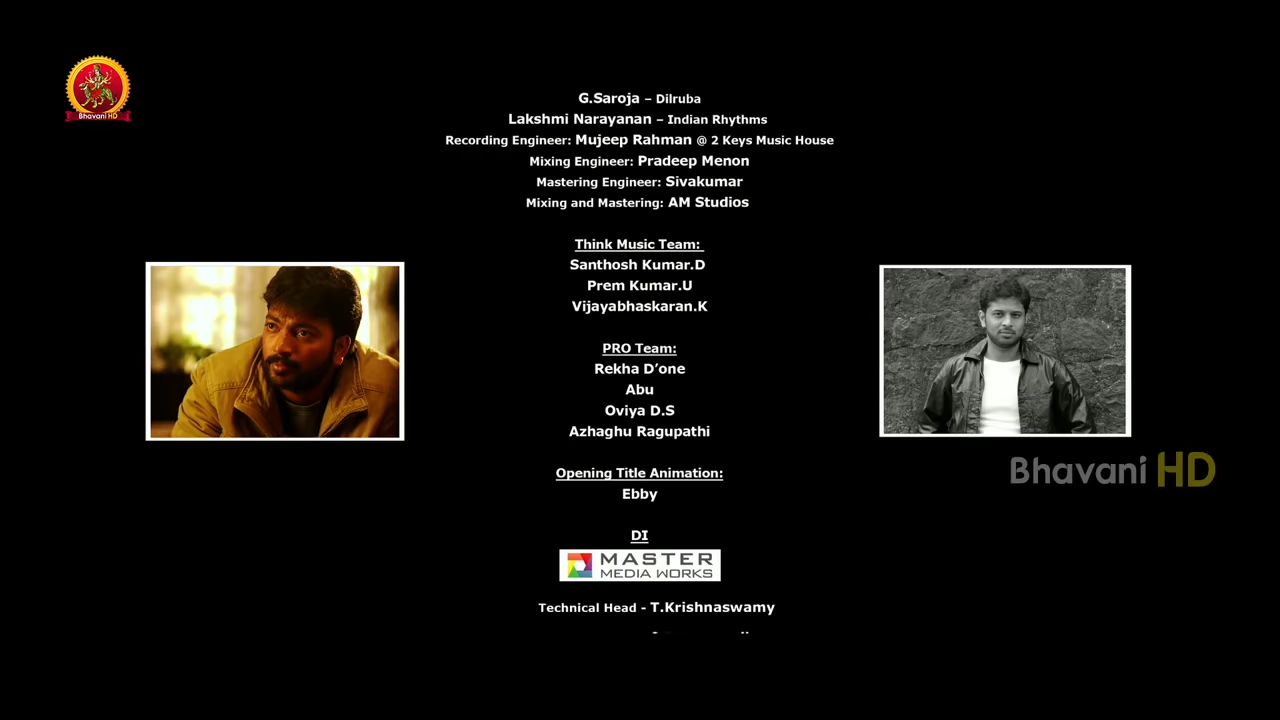 Bhavani HD
G.Saroja – Dilruba
Lakshmi Narayanan – Indian Rhythms
Recording Engineer: Mujeep Rahman @ 2 Keys Music House
Mixing Engineer: Pradeep Menon
Mastering Engineer: Sivakumar
Mixing and Mastering: AM Studios
Think Music Team:
Santhosh Kumar.D
Prem Kumar.U
Vijayabhaskaran.K
PRO Team:
Rekha D’one
Abu
Oviya D.S
Azhaghu Ragupathi
Bhavani HD
Opening Title Animation:
Ebby
DI
MASTER
MEDIA WORKS
Technical Head - T.Krishnaswamy